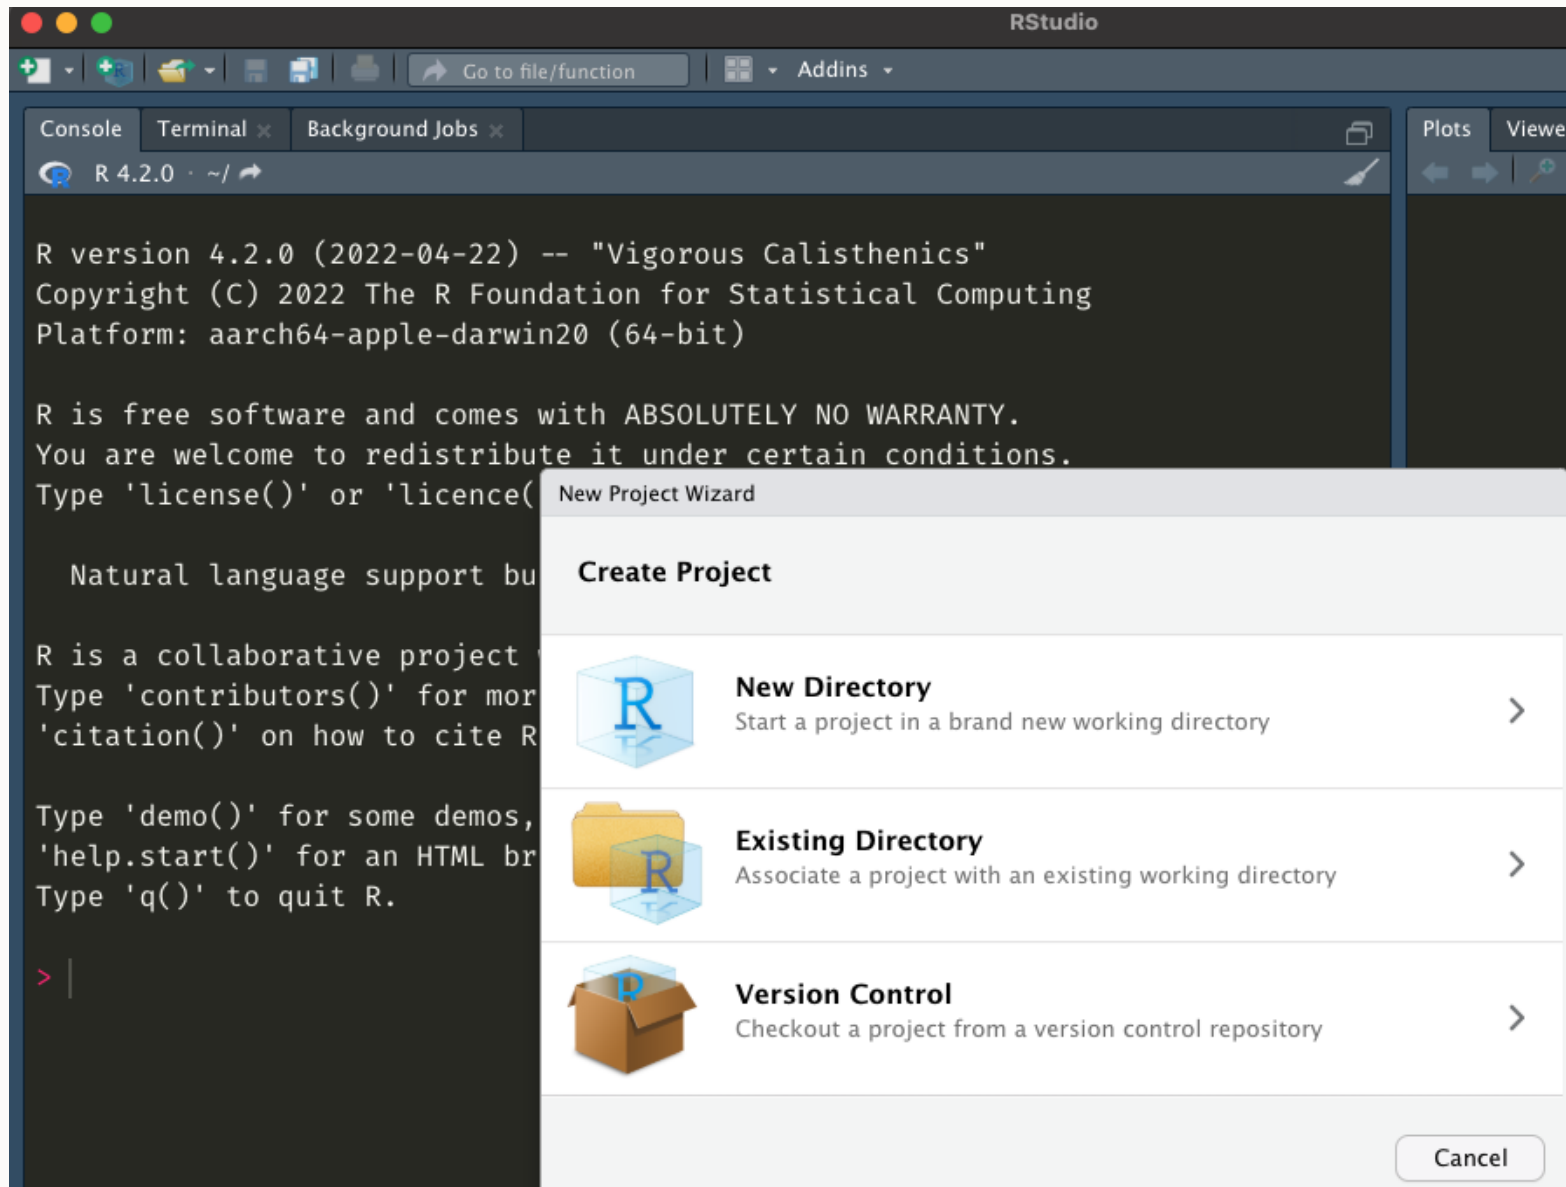 RStudio
Go to file/function
Addins
Console Terminal Background Jobs
Plots Viewe
R 4.2.0 · ~/
R version 4.2.0 (2022-04-22) -- "Vigorous Calisthenics"
Copyright (C) 2022 The R Foundation for Statistical Computing
Platform: aarch64-apple-darwin20 (64-bit)
R is free software and comes with ABSOLUTELY NO WARRANTY.
You are welcome to redistribute it under certain conditions.
Type 'license()' or 'licence(
Natural language support bu
R is a collaborative project
Type 'contributors()' for mor
'citation()' on how to cite R
Type 'demo()' for some demos,
'help.start()' for an HTML br
Type 'q()' to quit R.
>
New Project Wizard
Create Project
R
New Directory
Start a project in a brand new working directory
R
Existing Directory
Associate a project with an existing working directory
R
Version Control
Checkout a project from a version control repository
Cancel